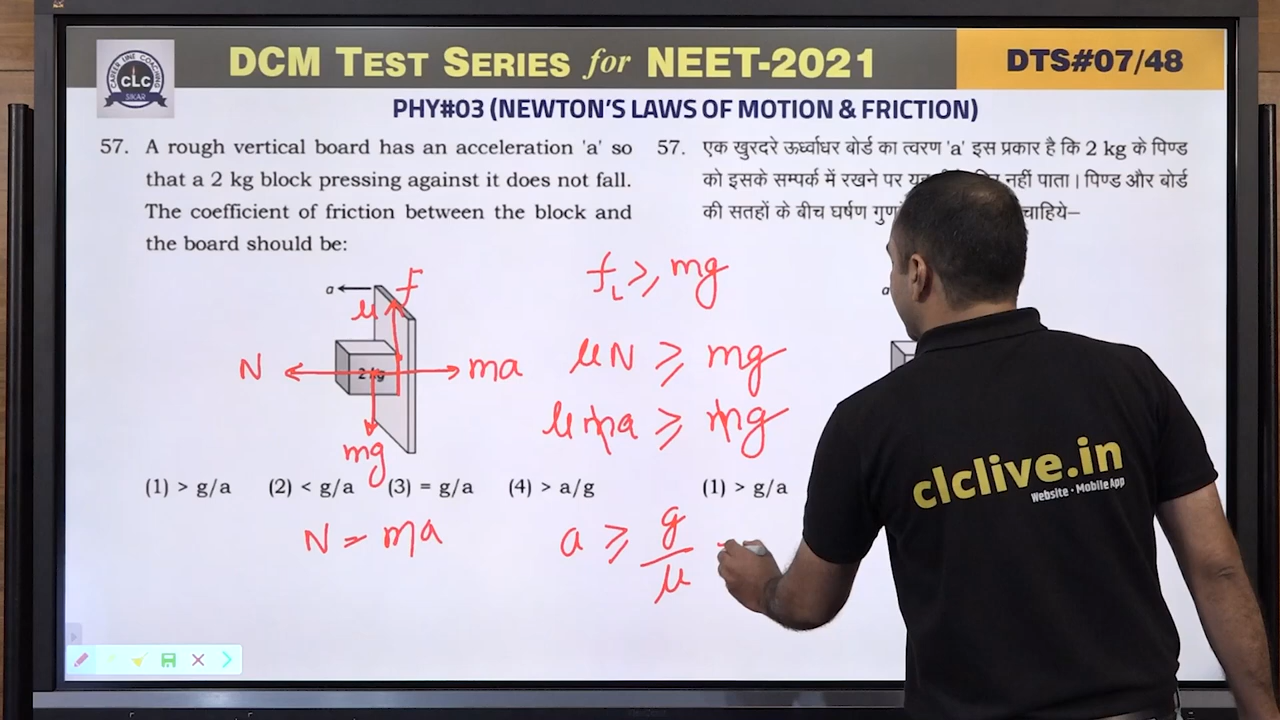 DCM TEST SERIES for NEET-2021
DTS#07/48
CAREER LINE COACHING
CLC
SIKAR
PHY#03 (NEWTON'S LAWS OF MOTION & FRICTION)
57. A rough vertical board has an acceleration 'a' so
that a 2 kg block pressing against it does not fall.
The coefficient of friction between the block and
the board should be:
a
μ
f
N
2 kg
ma
mg
(1) > g/a (2) < g/a (3) = g/a (4) > a/g
N = ma
fL ⩾ mg
μN ⩾ mg
μma ⩾ mg
a ⩾ g/μ
57. एक खुरदरे ऊर्ध्वाधर बोर्ड का त्वरण 'a' इस प्रकार है कि 2 kg के पिण्ड
को इसके सम्पर्क में रखने पर नहीं पाता। पिण्ड और बोर्ड
की सतहों के बीच घर्षण चाहिये–
a
(1) > g/a
clclive.in
Website • Mobile App